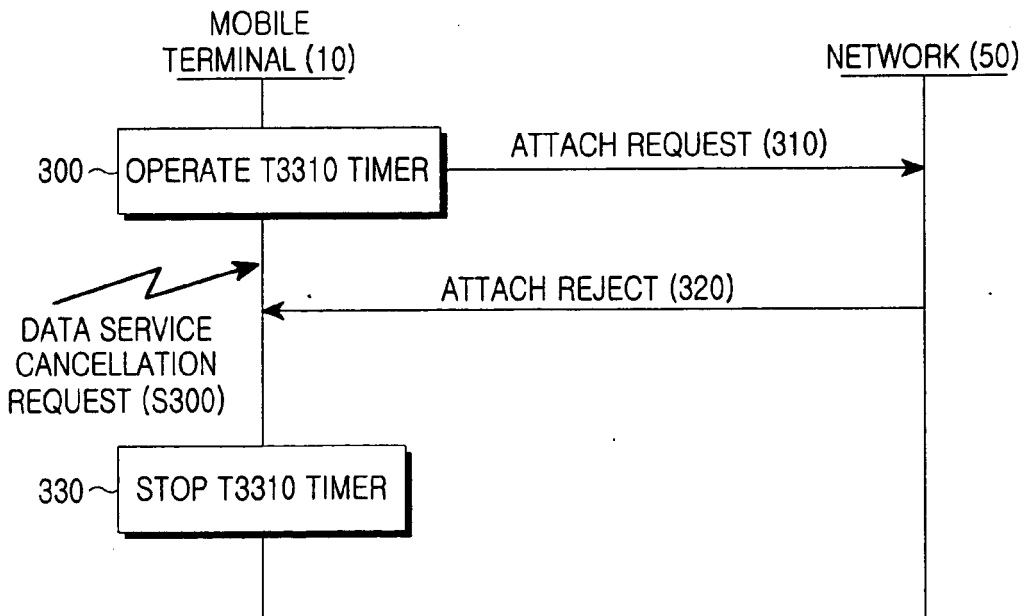 MOBILE
TERMINAL (10)
NETWORK (50)
300
OPERATE T3310 TIMER
ATTACH REQUEST (310)
ATTACH REJECT (320)
DATA SERVICE
CANCELLATION
REQUEST (S300)
330
STOP T3310 TIMER